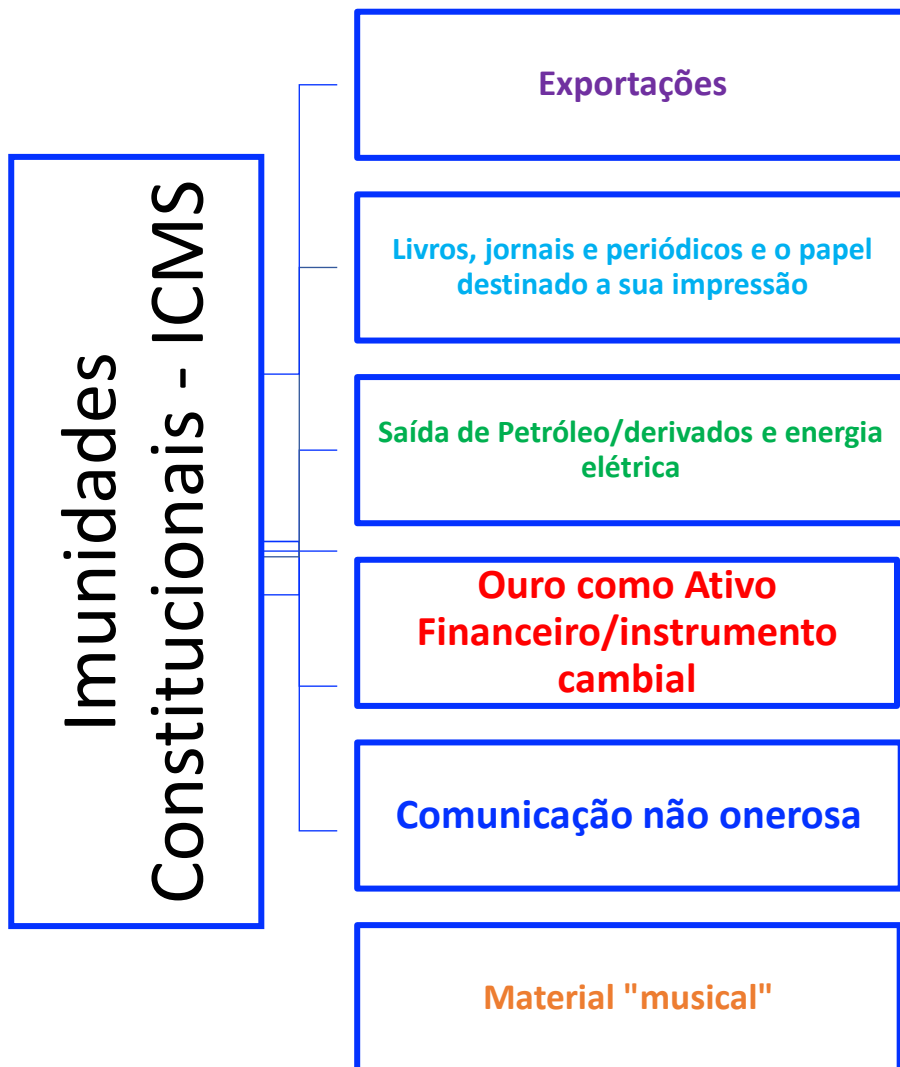 Imunidades
Constitucionais - ICMS
Exportações
Livros, jornais e periódicos e o papel
destinado a sua impressão
Saída de Petróleo/derivados e energia
elétrica
Ouro como Ativo
Financeiro/instrumento
cambial
Comunicação não onerosa
Material "musical"